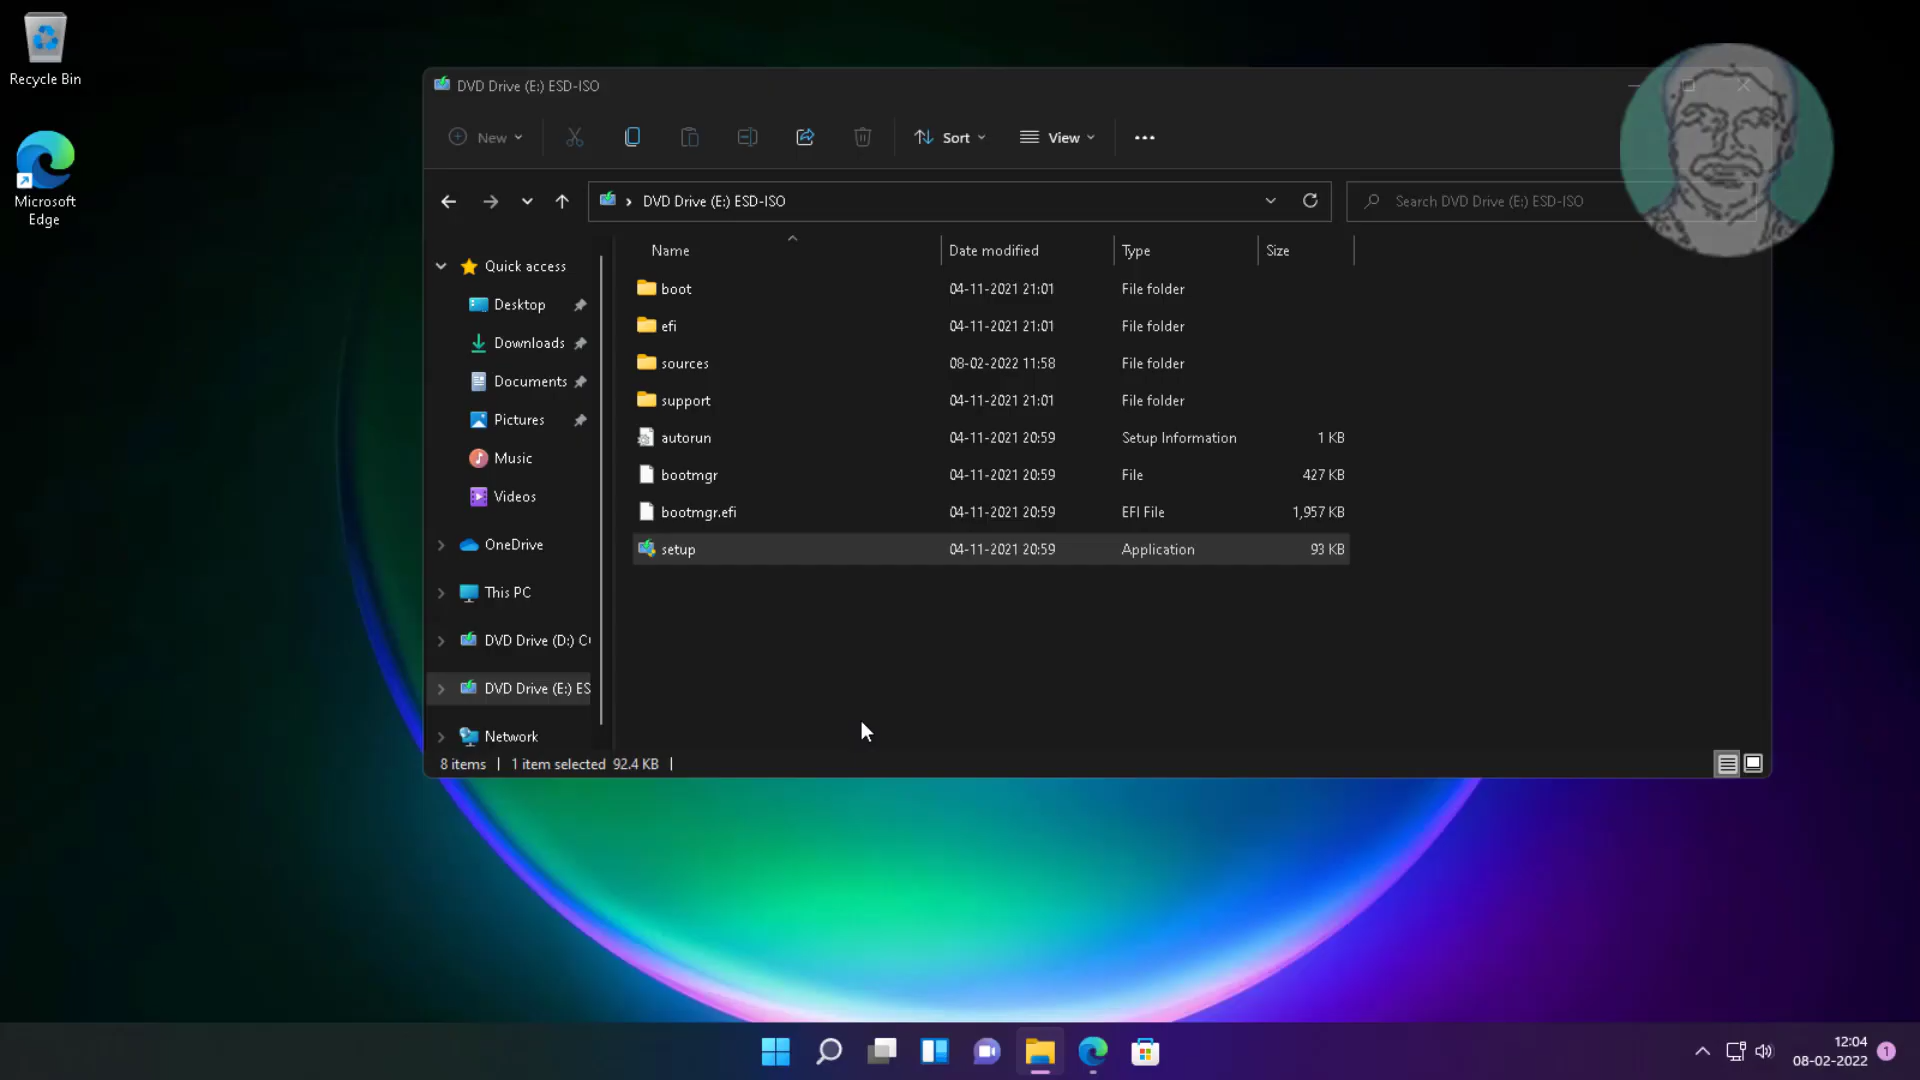 Recycle Bin
Microsoft
Edge
DVD Drive (E:) ESD-ISO
New
Sort
View
DVD Drive (E:) ESD-ISO
Search DVD Drive (E:) ESD-ISO
Name Date modified Type Size
Quick access
Desktop
Downloads
Documents
Pictures
Music
Videos
OneDrive
This PC
DVD Drive (D:) C
DVD Drive (E:) ES
Network
boot 04-11-2021 21:01 File folder
efi 04-11-2021 21:01 File folder
sources 08-02-2022 11:58 File folder
support 04-11-2021 21:01 File folder
autorun 04-11-2021 20:59 Setup Information 1 KB
bootmgr 04-11-2021 20:59 File 427 KB
bootmgr.efi 04-11-2021 20:59 EFI File 1,957 KB
setup 04-11-2021 20:59 Application 93 KB
8 items 1 item selected 92.4 KB
12:04
08-02-2022
1